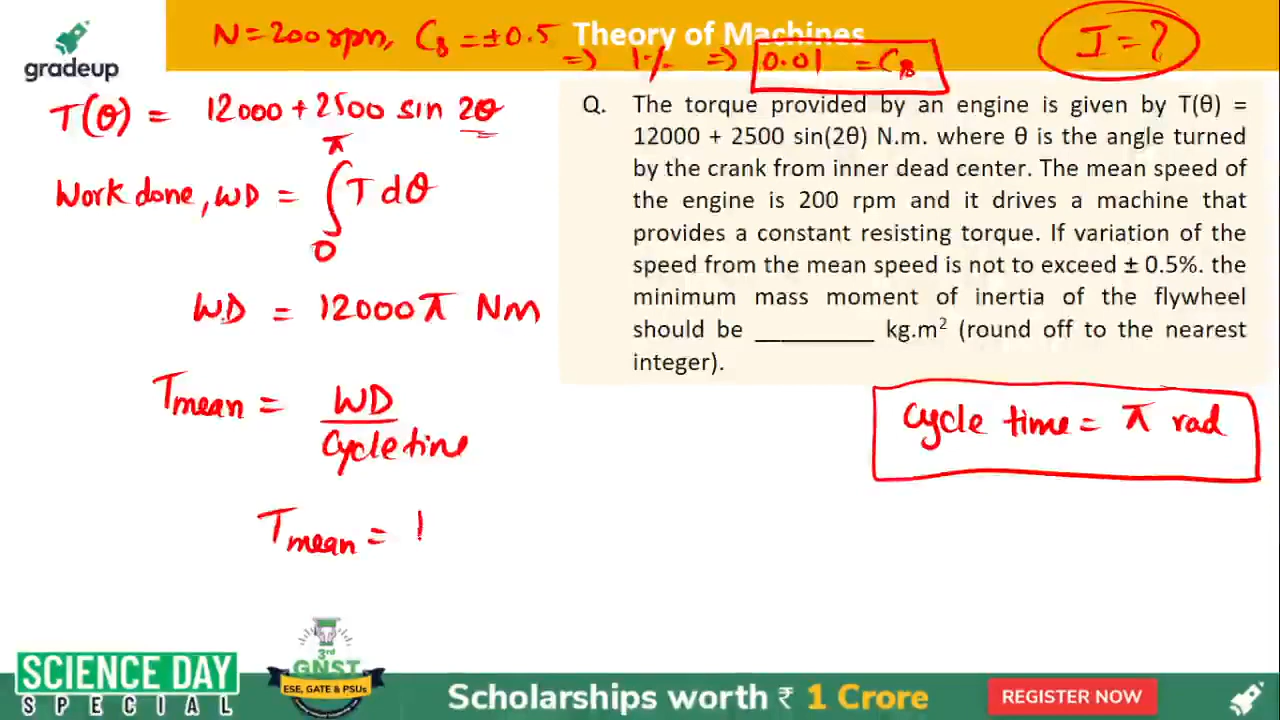 N = 200 rpm, Cs = ±0.5 Theory of Machines
⇒ 1% ⇒ 0.01 = Cs
I = ?
gradeup
T(θ) = 12000 + 2500 sin 2θ
Work done, WD = ∫₀^π T dθ
WD = 12000π Nm
Tmean = WD / Cycle time
Tmean = 1
Q. The torque provided by an engine is given by T(θ) =
12000 + 2500 sin(2θ) N.m. where θ is the angle turned
by the crank from inner dead center. The mean speed of
the engine is 200 rpm and it drives a machine that
provides a constant resisting torque. If variation of the
speed from the mean speed is not to exceed ± 0.5%. the
minimum mass moment of inertia of the flywheel
should be __________ kg.m² (round off to the nearest
integer).
Cycle time = π rad
SCIENCE DAY
SPECIAL
3rd
GNST
ESE, GATE & PSUs
Scholarships worth ₹ 1 Crore
REGISTER NOW